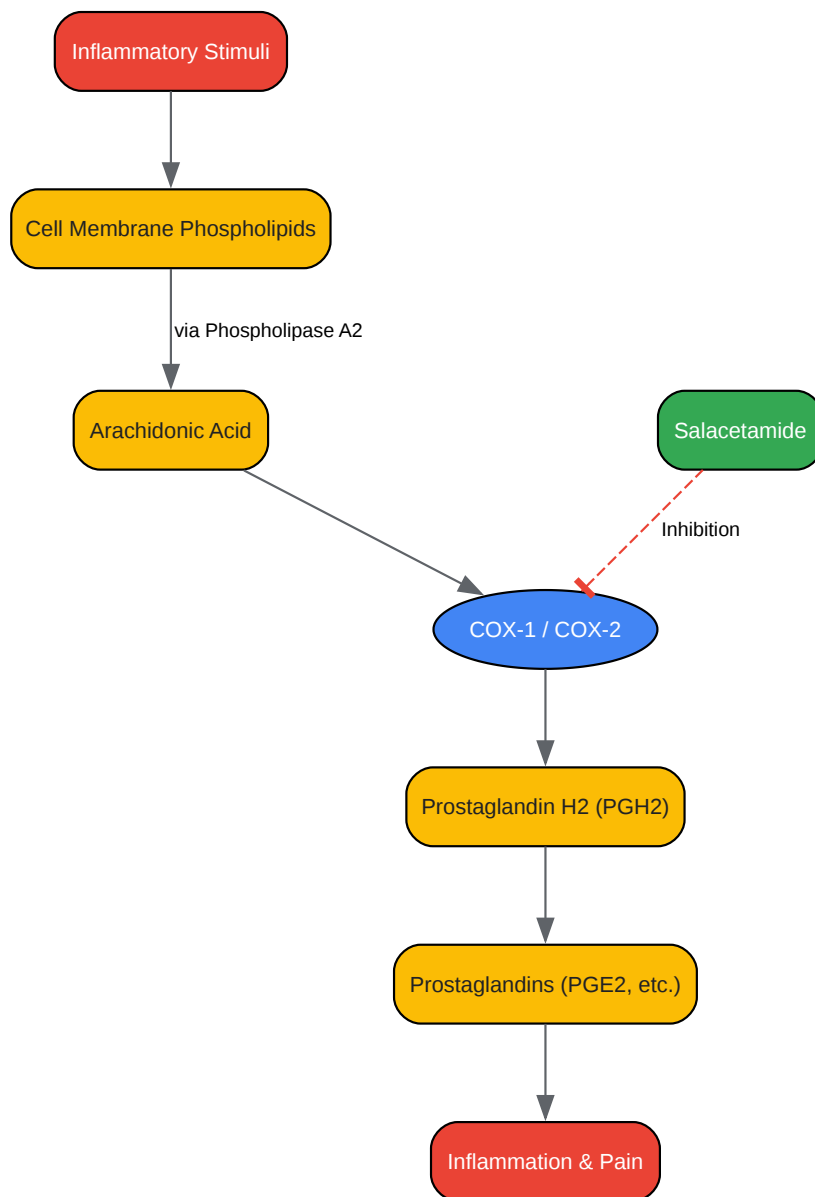 Inflammatory Stimuli
Cell Membrane Phospholipids
via Phospholipase A2
Arachidonic Acid
Salacetamide
Inhibition
COX-1 / COX-2
Prostaglandin H2 (PGH2)
Prostaglandins (PGE2, etc.)
Inflammation & Pain